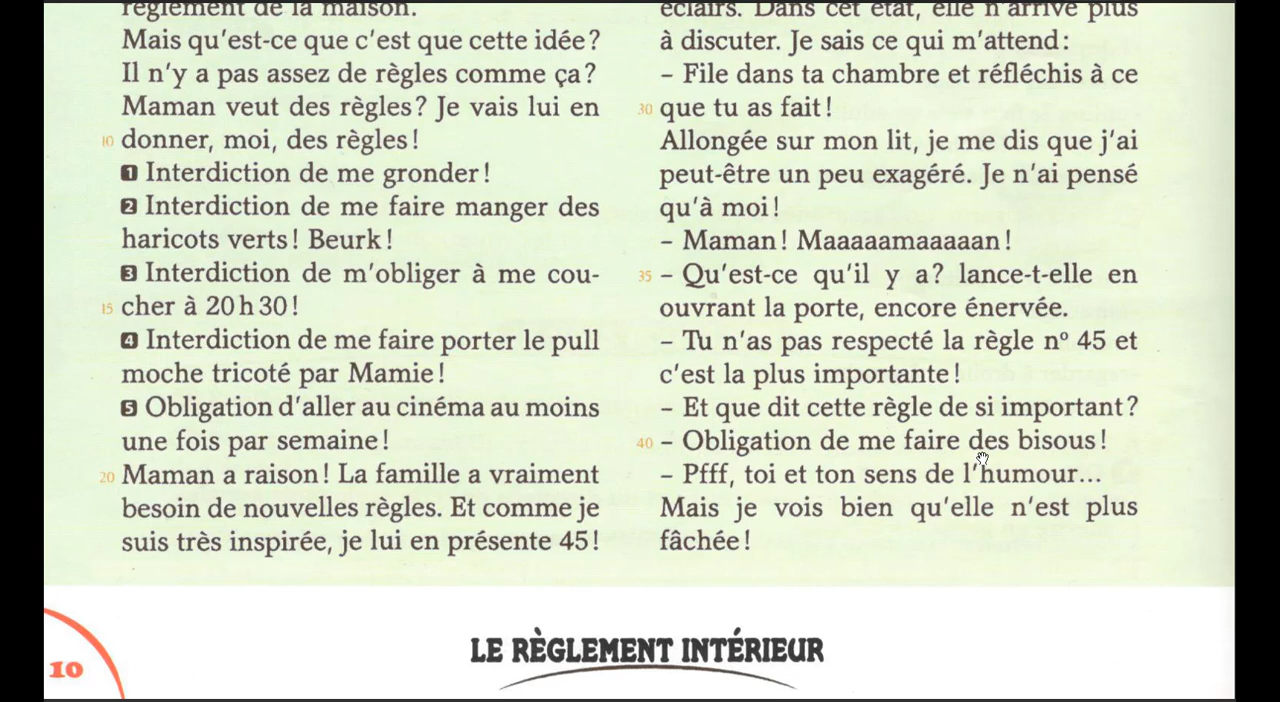 règlement de la maison.
Mais qu'est-ce que c'est que cette idée?
Il n'y a pas assez de règles comme ça?
Maman veut des règles? Je vais lui en
10 donner, moi, des règles!
1 Interdiction de me gronder!
2 Interdiction de me faire manger des
haricots verts! Beurk!
3 Interdiction de m'obliger à me cou-
15 cher à 20 h 30!
4 Interdiction de me faire porter le pull
moche tricoté par Mamie!
5 Obligation d'aller au cinéma au moins
une fois par semaine!
20 Maman a raison! La famille a vraiment
besoin de nouvelles règles. Et comme je
suis très inspirée, je lui en présente 45!
éclairs. Dans cet état, elle n'arrive plus
à discuter. Je sais ce qui m'attend:
– File dans ta chambre et réfléchis à ce
30 que tu as fait!
Allongée sur mon lit, je me dis que j'ai
peut-être un peu exagéré. Je n'ai pensé
qu'à moi!
– Maman! Maaaaamaaaaan!
35 – Qu'est-ce qu'il y a? lance-t-elle en
ouvrant la porte, encore énervée.
– Tu n'as pas respecté la règle nº 45 et
c'est la plus importante!
– Et que dit cette règle de si important?
40 – Obligation de me faire des bisous!
– Pfff, toi et ton sens de l'humour...
Mais je vois bien qu'elle n'est plus
fâchée!
10
LE RÈGLEMENT INTÉRIEUR